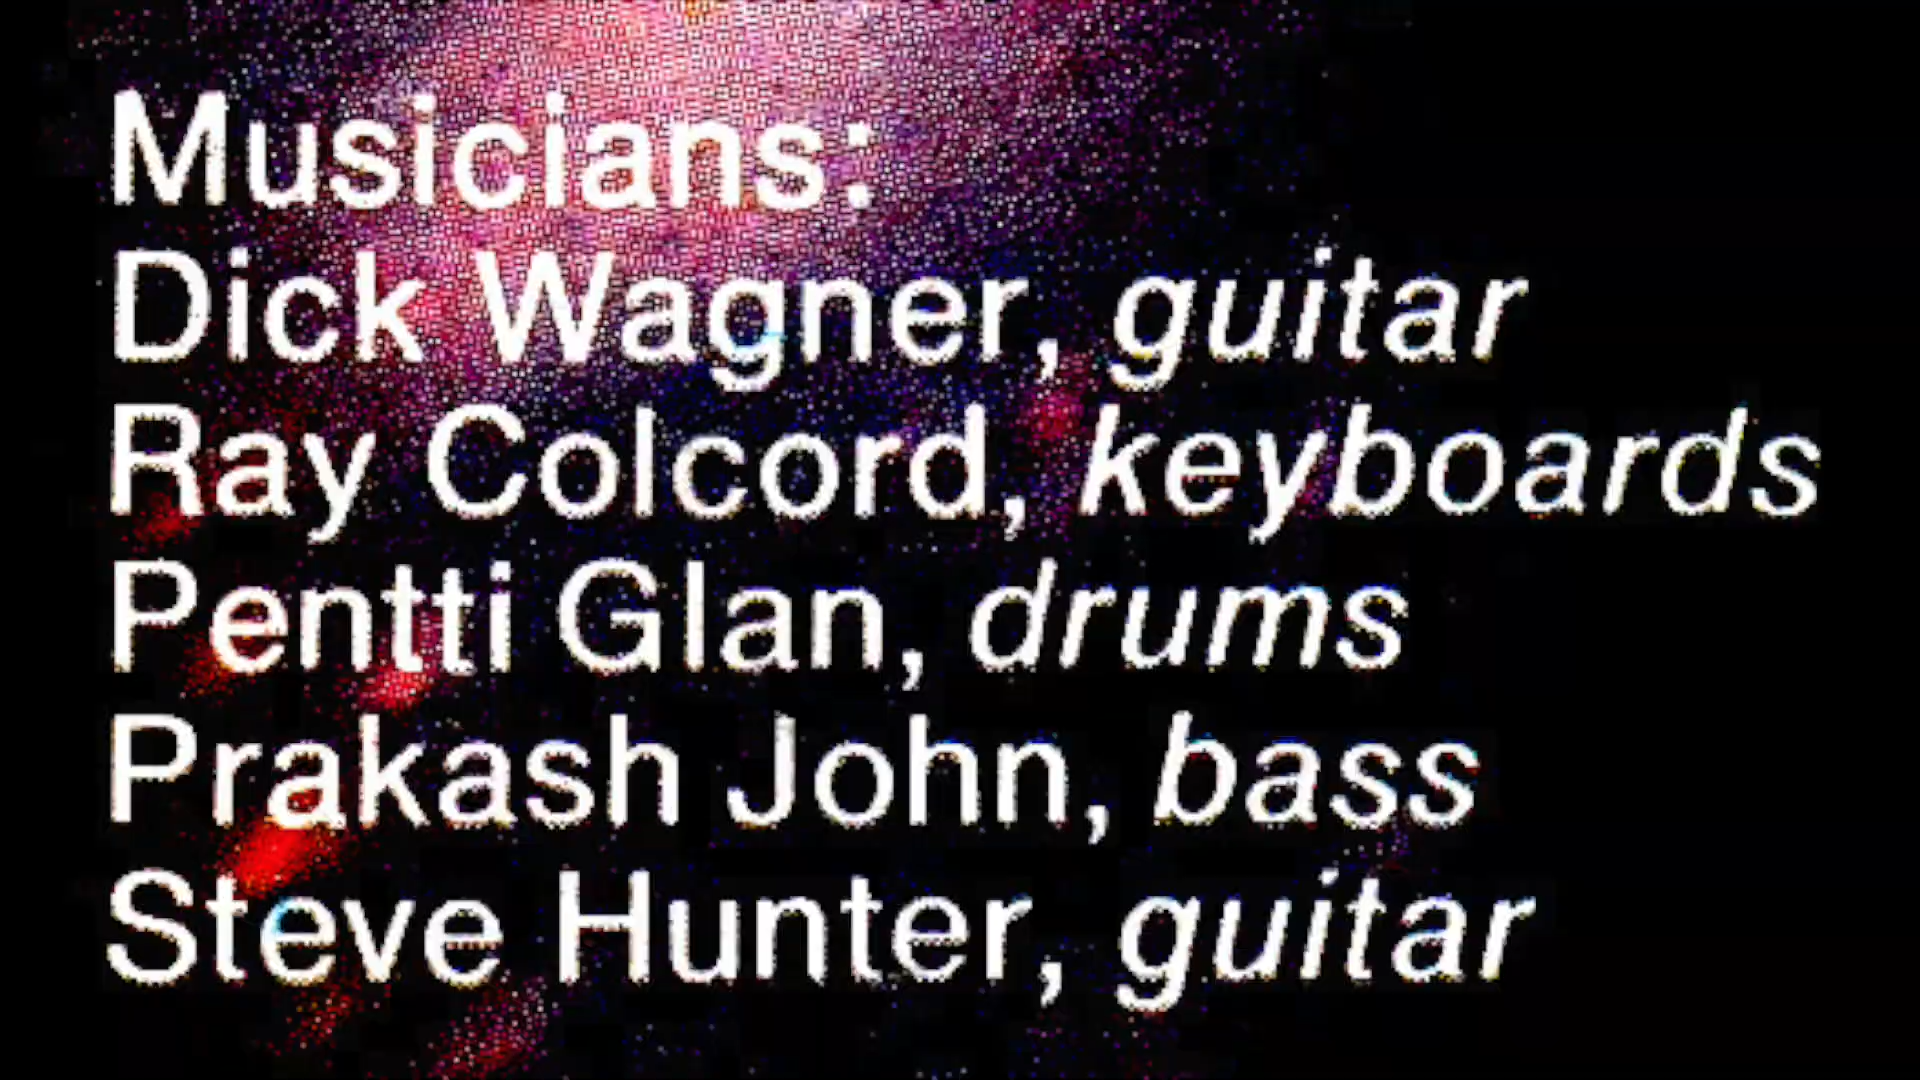 Musicians:
Dick Wagner, guitar
Ray Colcord, keyboards
Pentti Glan, drums
Prakash John, bass
Steve Hunter, guitar